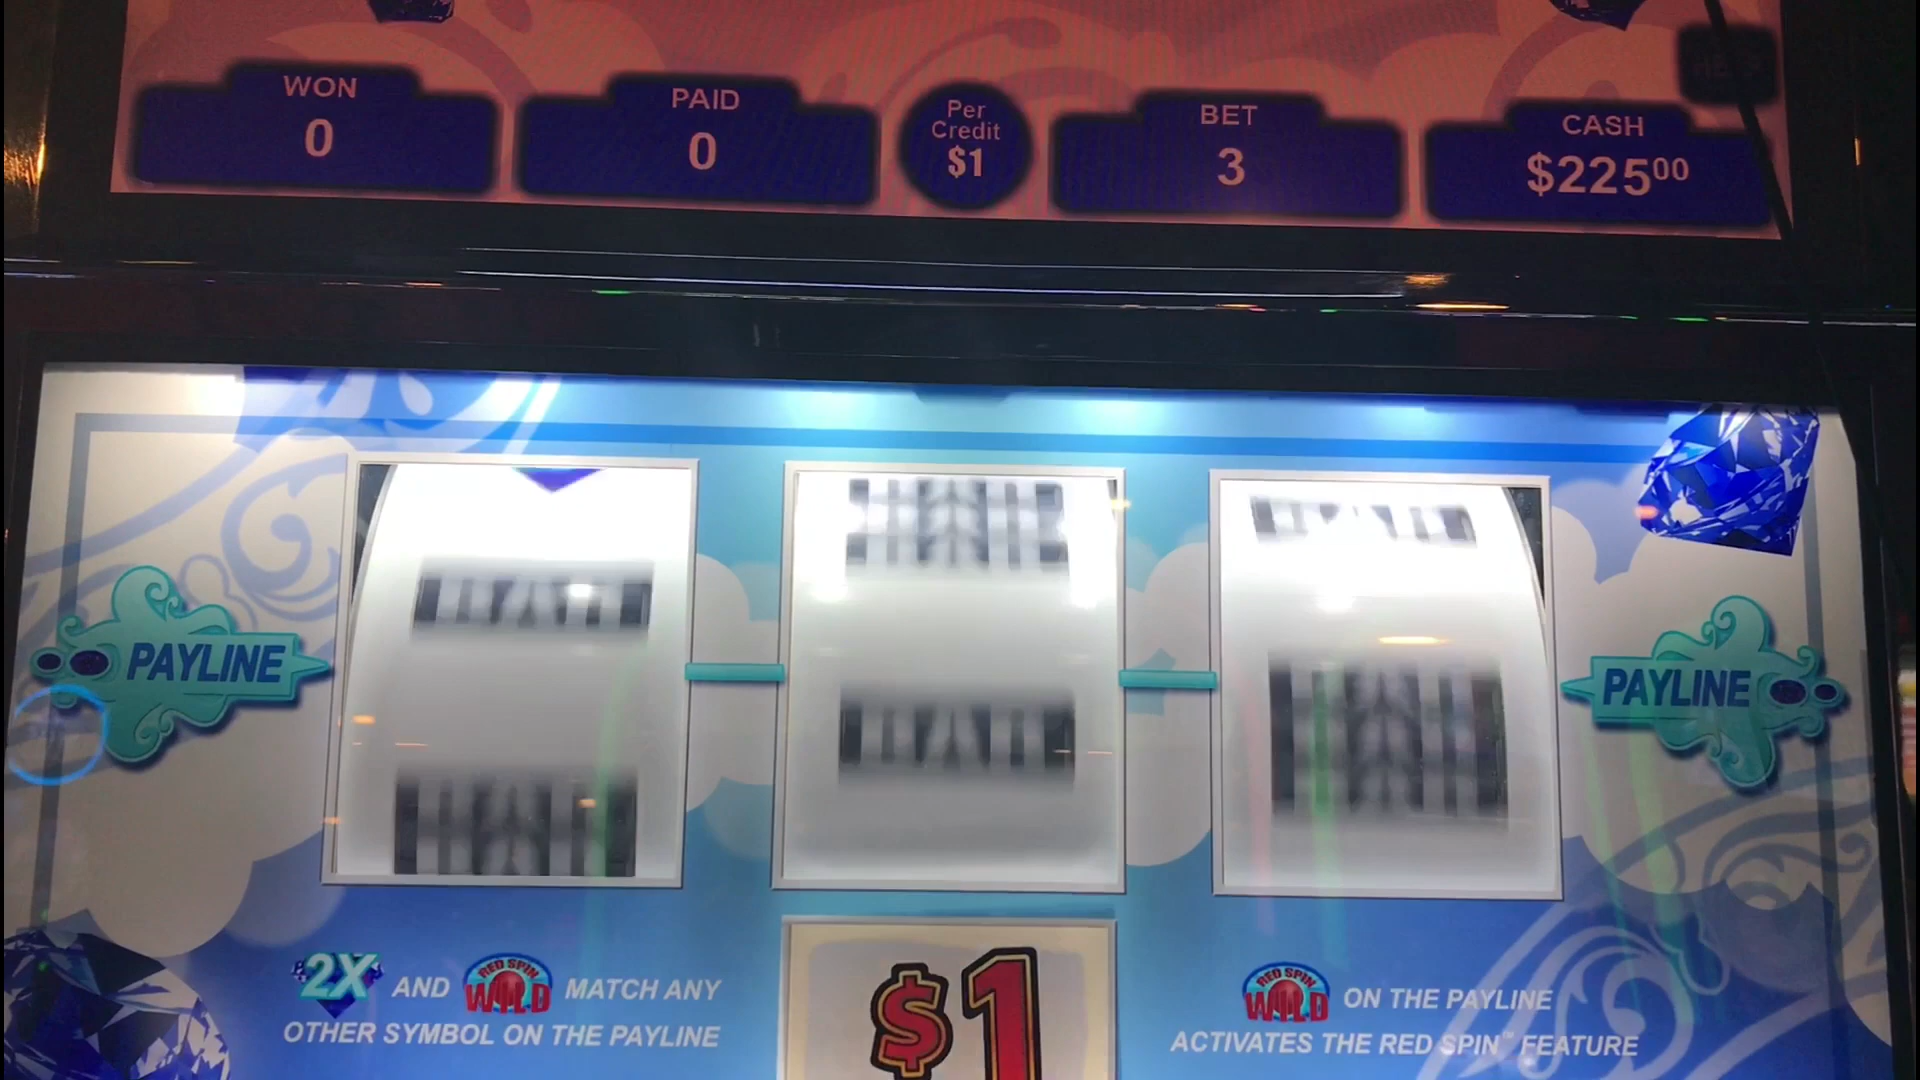 WON
0
PAID
0
Per
Credit
$1
BET
3
CASH
$225⁰⁰
PAYLINE
PAYLINE
2X AND RED SPIN WILD MATCH ANY
OTHER SYMBOL ON THE PAYLINE
$1
RED SPIN WILD ON THE PAYLINE
ACTIVATES THE RED SPIN™ FEATURE